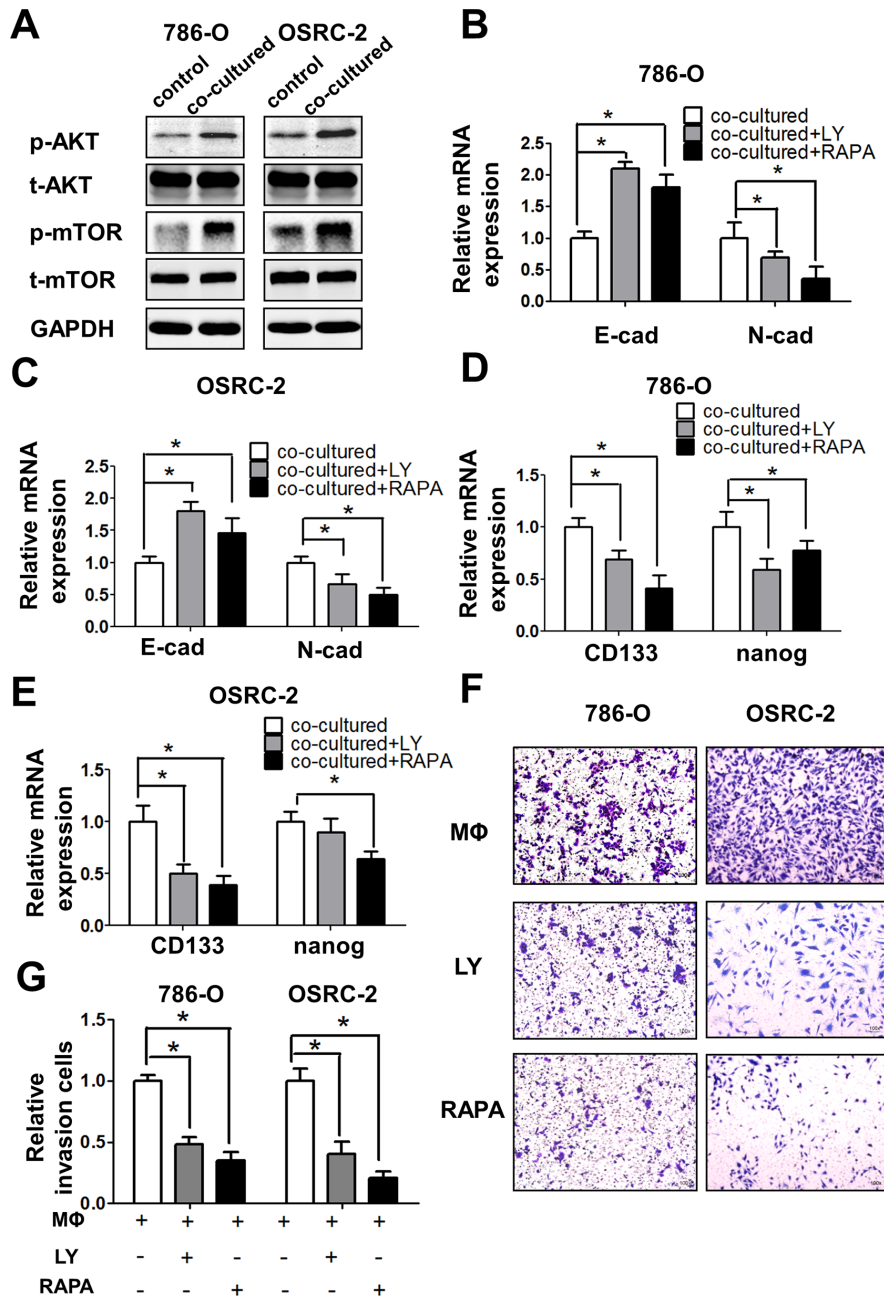 A
786-O OSRC-2
control co-cultured control co-cultured
p-AKT
t-AKT
p-mTOR
t-mTOR
GAPDH
B
786-O
co-cultured
co-cultured+LY
co-cultured+RAPA
Relative mRNA
expression
2.5
2.0
1.5
1.0
0.5
0.0
* * * *
E-cad N-cad
C
OSRC-2
co-cultured
co-cultured+LY
co-cultured+RAPA
Relative mRNA
expression
2.5
2.0
1.5
1.0
0.5
0.0
* * * *
E-cad N-cad
D
786-O
co-cultured
co-cultured+LY
co-cultured+RAPA
Relative mRNA
expression
1.5
1.0
0.5
0.0
* * * *
CD133 nanog
E
OSRC-2
co-cultured
co-cultured+LY
co-cultured+RAPA
Relative mRNA
expression
1.5
1.0
0.5
0.0
* * *
CD133 nanog
F
786-O OSRC-2
MΦ
100x
LY
100x 100x
RAPA
100x 100x
G
786-O OSRC-2
Relative
invasion cells
1.5
1.0
0.5
0.0
* * * *
MΦ + + + + + +
LY - + - - + -
RAPA - - + - - +